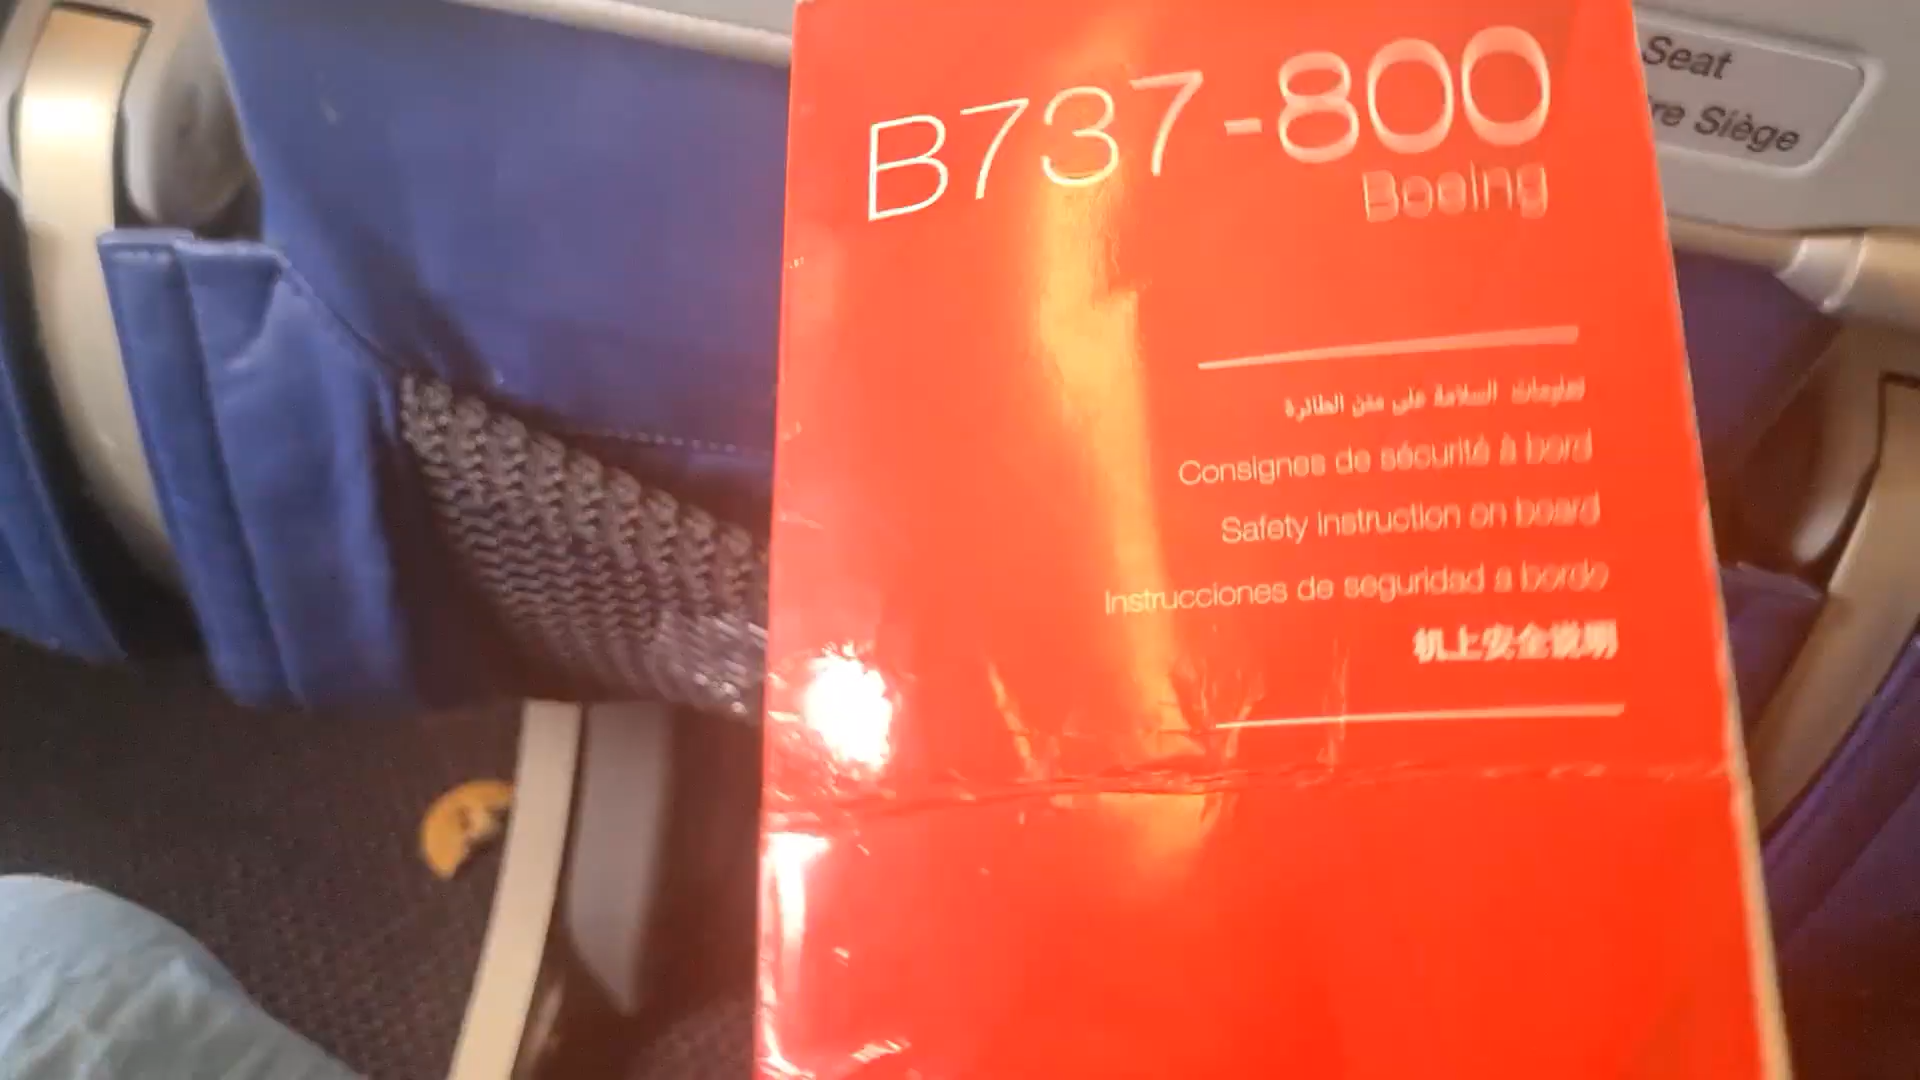 B737-800
Boeing
تعليمات السلامة على متن الطائرة
Consignes de sécurité à bord
Safety instruction on board
Instrucciones de seguridad a bordo
机上安全说明
Seat
Siège